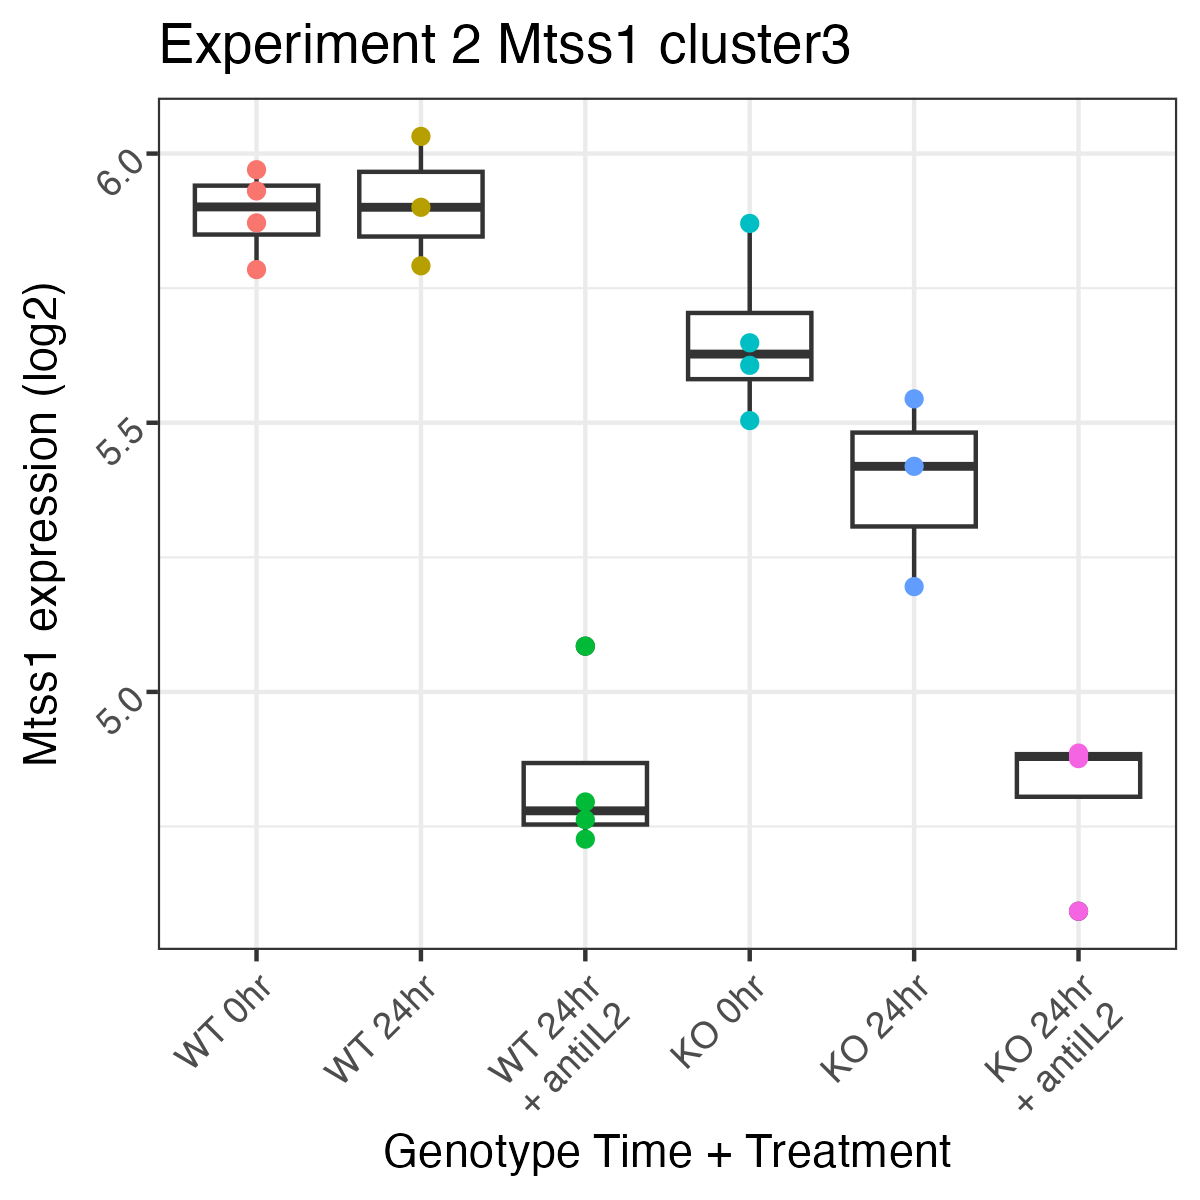 Experiment 2 Mtss1 cluster3
Mtss1 expression (log2)
6.0
5.5
5.0
WT 0hr
WT 24hr
WT 24hr
+ antiIL2
KO 0hr
KO 24hr
KO 24hr
+ antiIL2
Genotype Time + Treatment